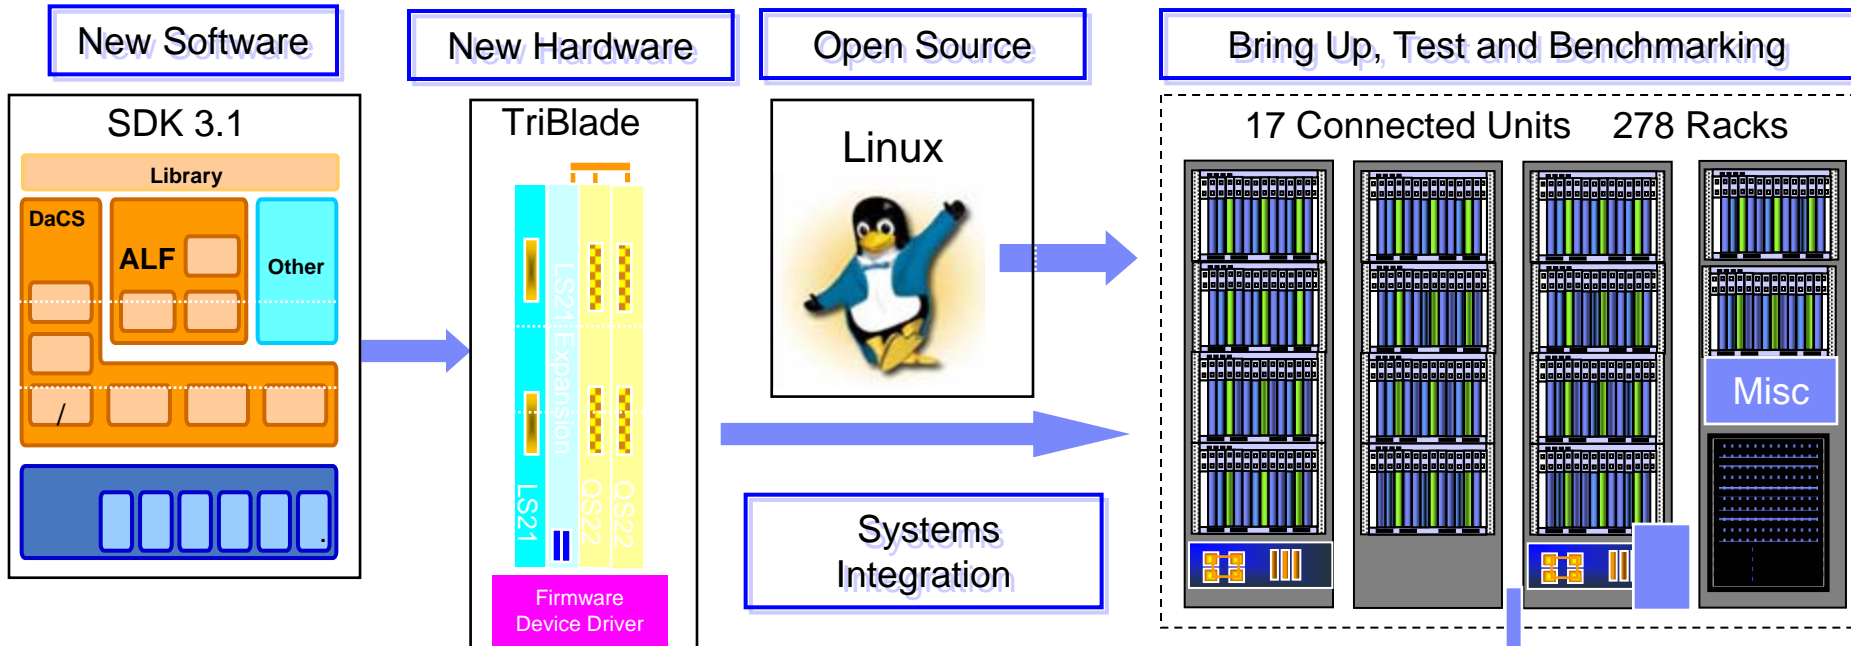 New Software
New Hardware
Open Source
Bring Up, Test and Benchmarking
SDK 3.1
Library
DaCS
ALF
Other
/
.
TriBlade
LS21
LS21 Expansion
QS22
QS22
Firmware
Device Driver
Linux
Systems
Integration
17 Connected Units 278 Racks
Misc